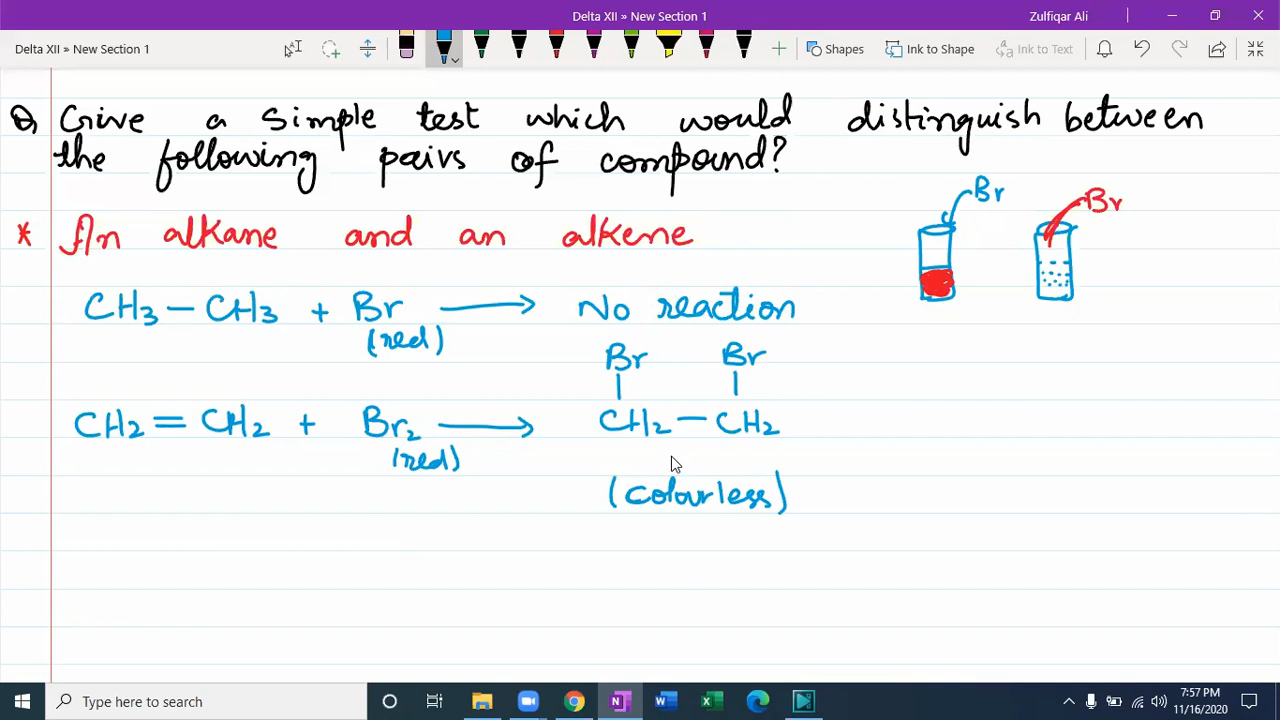 Delta XII » New Section 1
Zulfiqar Ali
Delta XII » New Section 1
Shapes
Ink to Shape
Ink to Text
Q, Give a simple test which would distinguish between
the following pairs of compound?
Br
Br
* An alkane and an alkene
CH3 — CH3 + Br ⟶ No reaction
(red)
Br Br
CH2 = CH2 + Br2 ⟶ CH2 — CH2
(red)
(colourless)
Type here to search
7:57 PM
11/16/2020